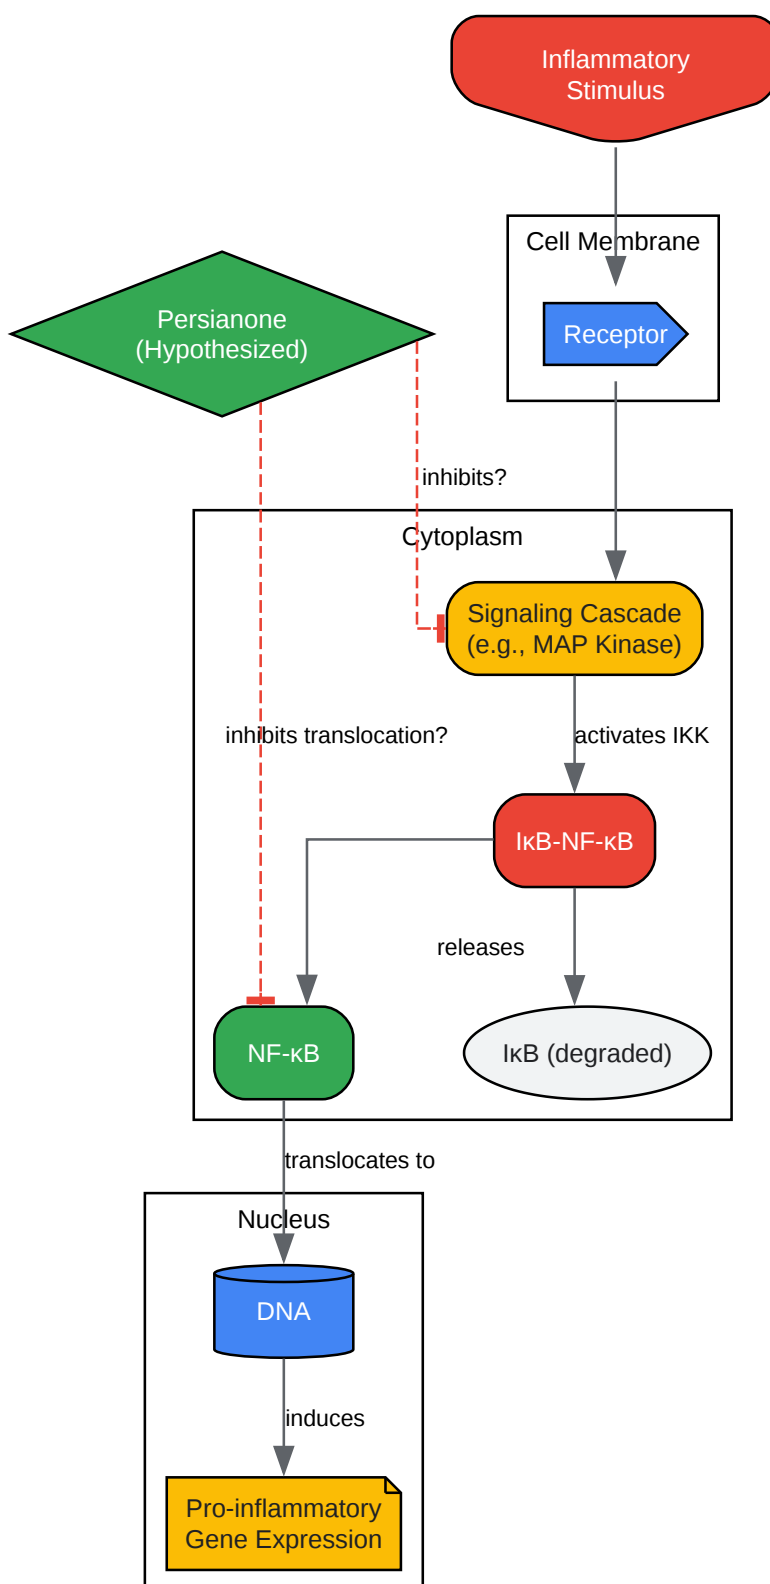 Inflammatory
Stimulus
Cell Membrane
Receptor
Persianone
(Hypothesized)
inhibits?
Cytoplasm
Signaling Cascade
(e.g., MAP Kinase)
inhibits translocation?
activates IKK
IκB-NF-κB
releases
NF-κB
IκB (degraded)
translocates to
Nucleus
DNA
induces
Pro-inflammatory
Gene Expression